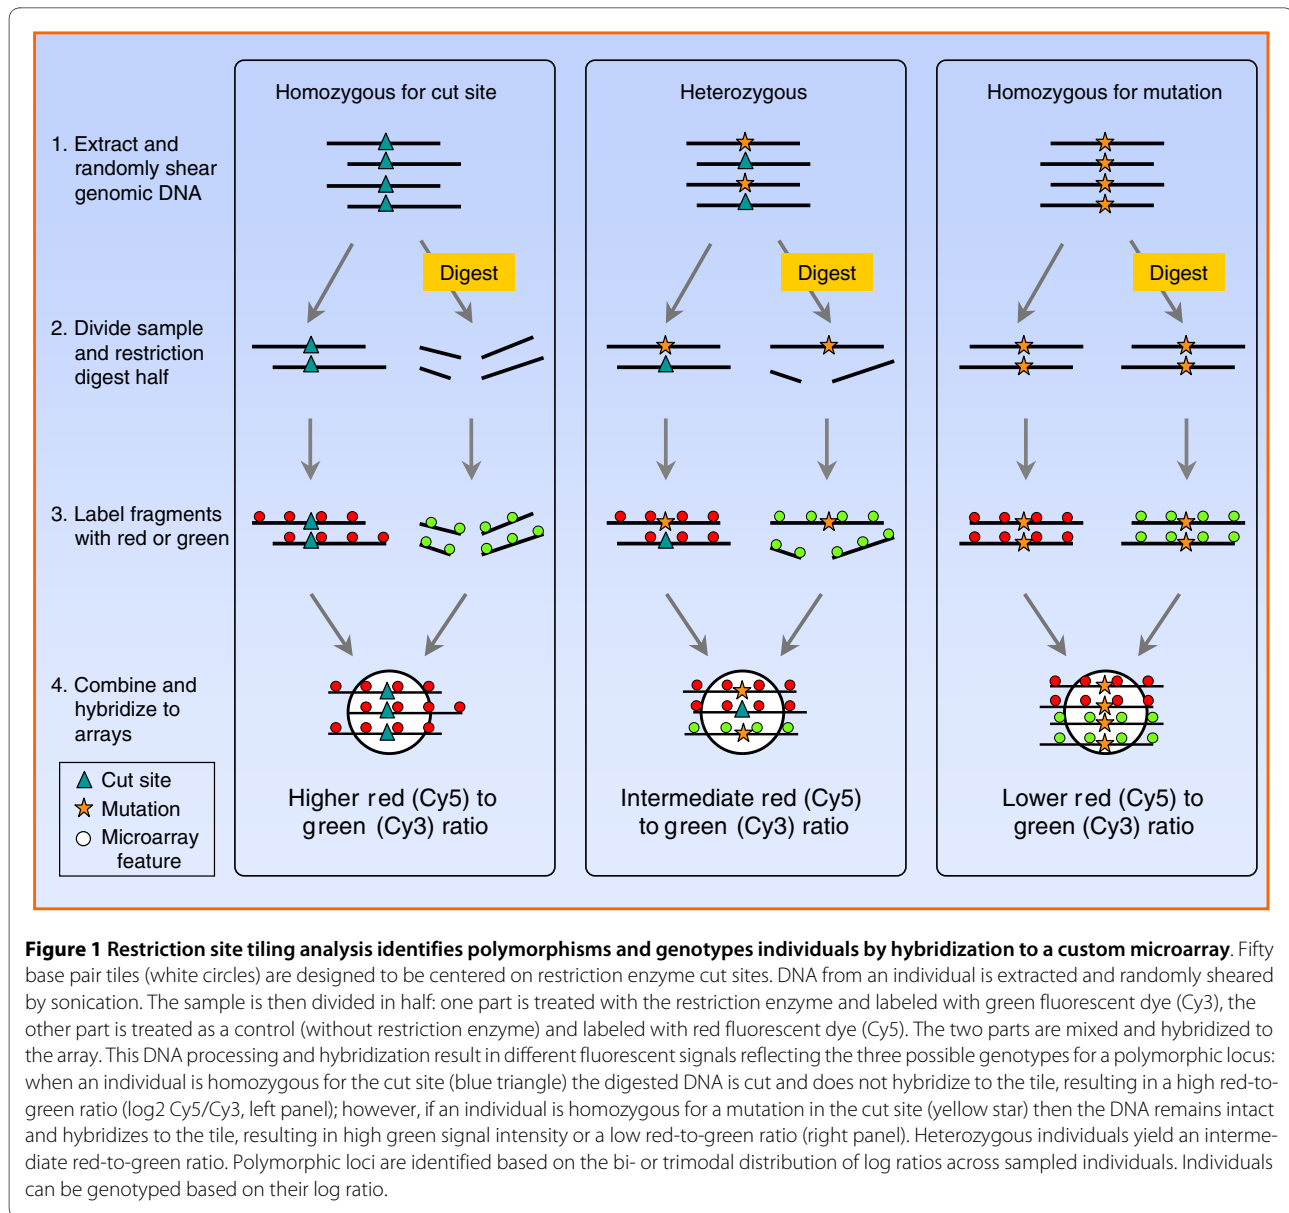 Homozygous for cut site
Heterozygous
Homozygous for mutation
1. Extract and
randomly shear
genomic DNA
Digest
Digest
Digest
2. Divide sample
and restriction
digest half
3. Label fragments
with red or green
4. Combine and
hybridize to
arrays
Cut site
Mutation
Microarray
feature
Higher red (Cy5) to
green (Cy3) ratio
Intermediate red (Cy5)
to green (Cy3) ratio
Lower red (Cy5) to
green (Cy3) ratio
Figure 1 Restriction site tiling analysis identifies polymorphisms and genotypes individuals by hybridization to a custom microarray. Fifty
base pair tiles (white circles) are designed to be centered on restriction enzyme cut sites. DNA from an individual is extracted and randomly sheared
by sonication. The sample is then divided in half: one part is treated with the restriction enzyme and labeled with green fluorescent dye (Cy3), the
other part is treated as a control (without restriction enzyme) and labeled with red fluorescent dye (Cy5). The two parts are mixed and hybridized to
the array. This DNA processing and hybridization result in different fluorescent signals reflecting the three possible genotypes for a polymorphic locus:
when an individual is homozygous for the cut site (blue triangle) the digested DNA is cut and does not hybridize to the tile, resulting in a high red-to-
green ratio (log2 Cy5/Cy3, left panel); however, if an individual is homozygous for a mutation in the cut site (yellow star) then the DNA remains intact
and hybridizes to the tile, resulting in high green signal intensity or a low red-to-green ratio (right panel). Heterozygous individuals yield an interme-
diate red-to-green ratio. Polymorphic loci are identified based on the bi- or trimodal distribution of log ratios across sampled individuals. Individuals
can be genotyped based on their log ratio.